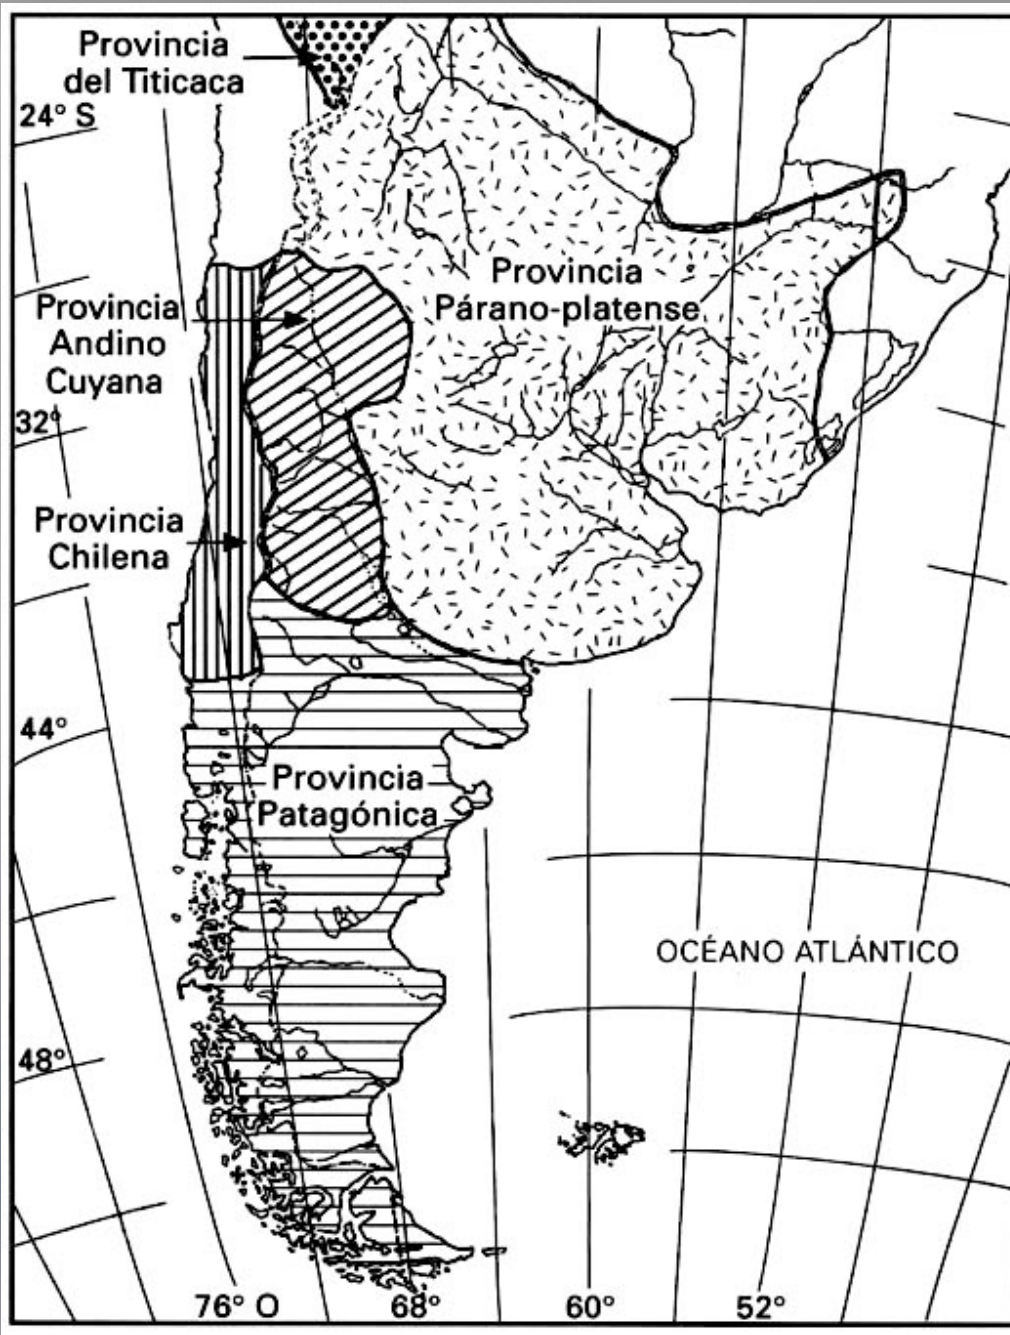 Provincia
del Titicaca
24° S
Provincia
Párano-platense
Provincia
Andino
Cuyana
32°
Provincia
Chilena
44°
Provincia
Patagónica
OCÉANO ATLÁNTICO
48°
76° O
68°
60°
52°